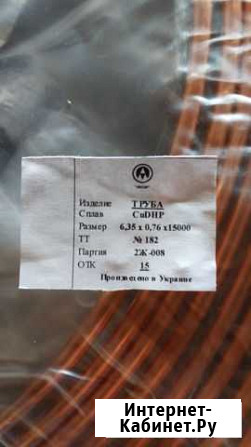 Изделие ТРУБА
Сплав CuDHP
Размер 6,35 x 0,76 x15000
ТТ № 182
Партия 2Ж-008
ОТК 15
Произведено в Украине
Интернет-
Кабинет.Ру